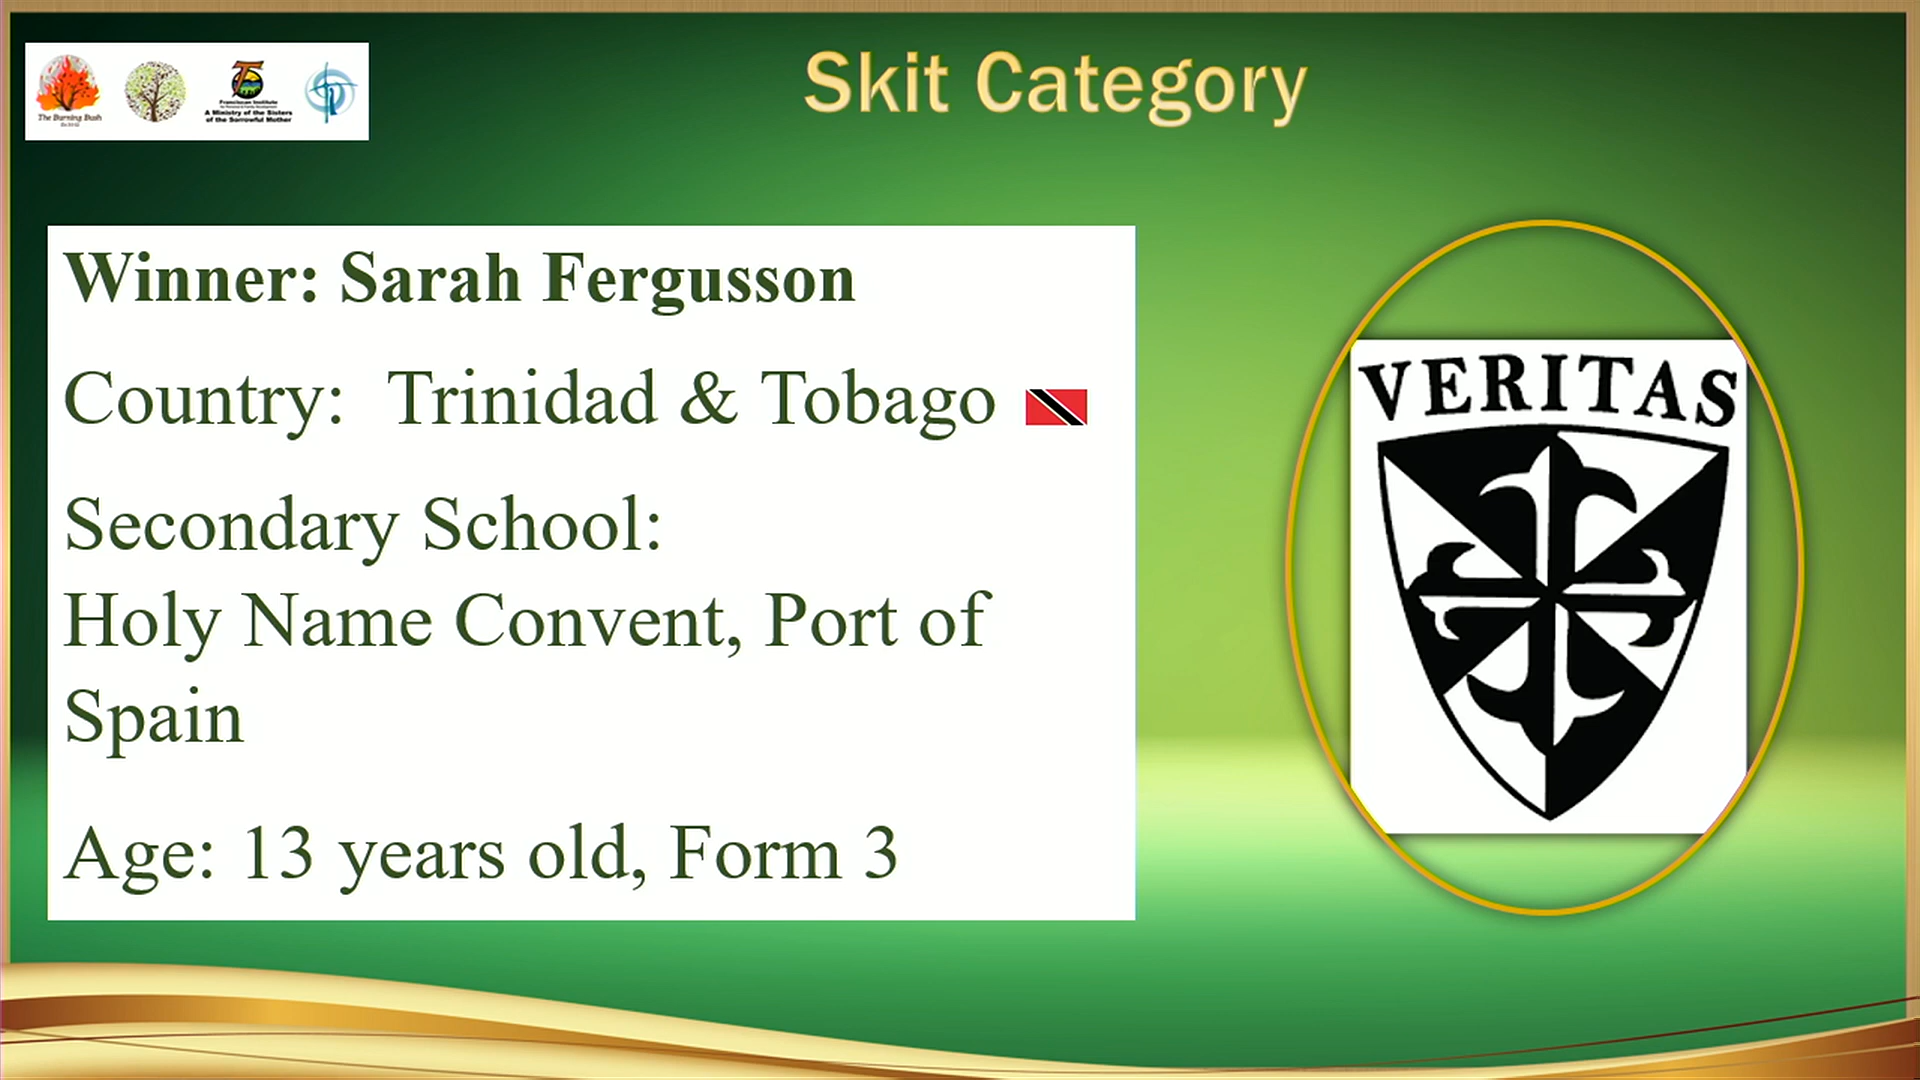 Skit Category
The Burning Bush
Franciscan Institute
A Ministry of the Sisters
of the Sorrowful Mother
Winner: Sarah Fergusson
Country: Trinidad & Tobago
Secondary School:
Holy Name Convent, Port of
Spain
Age: 13 years old, Form 3
VERITAS